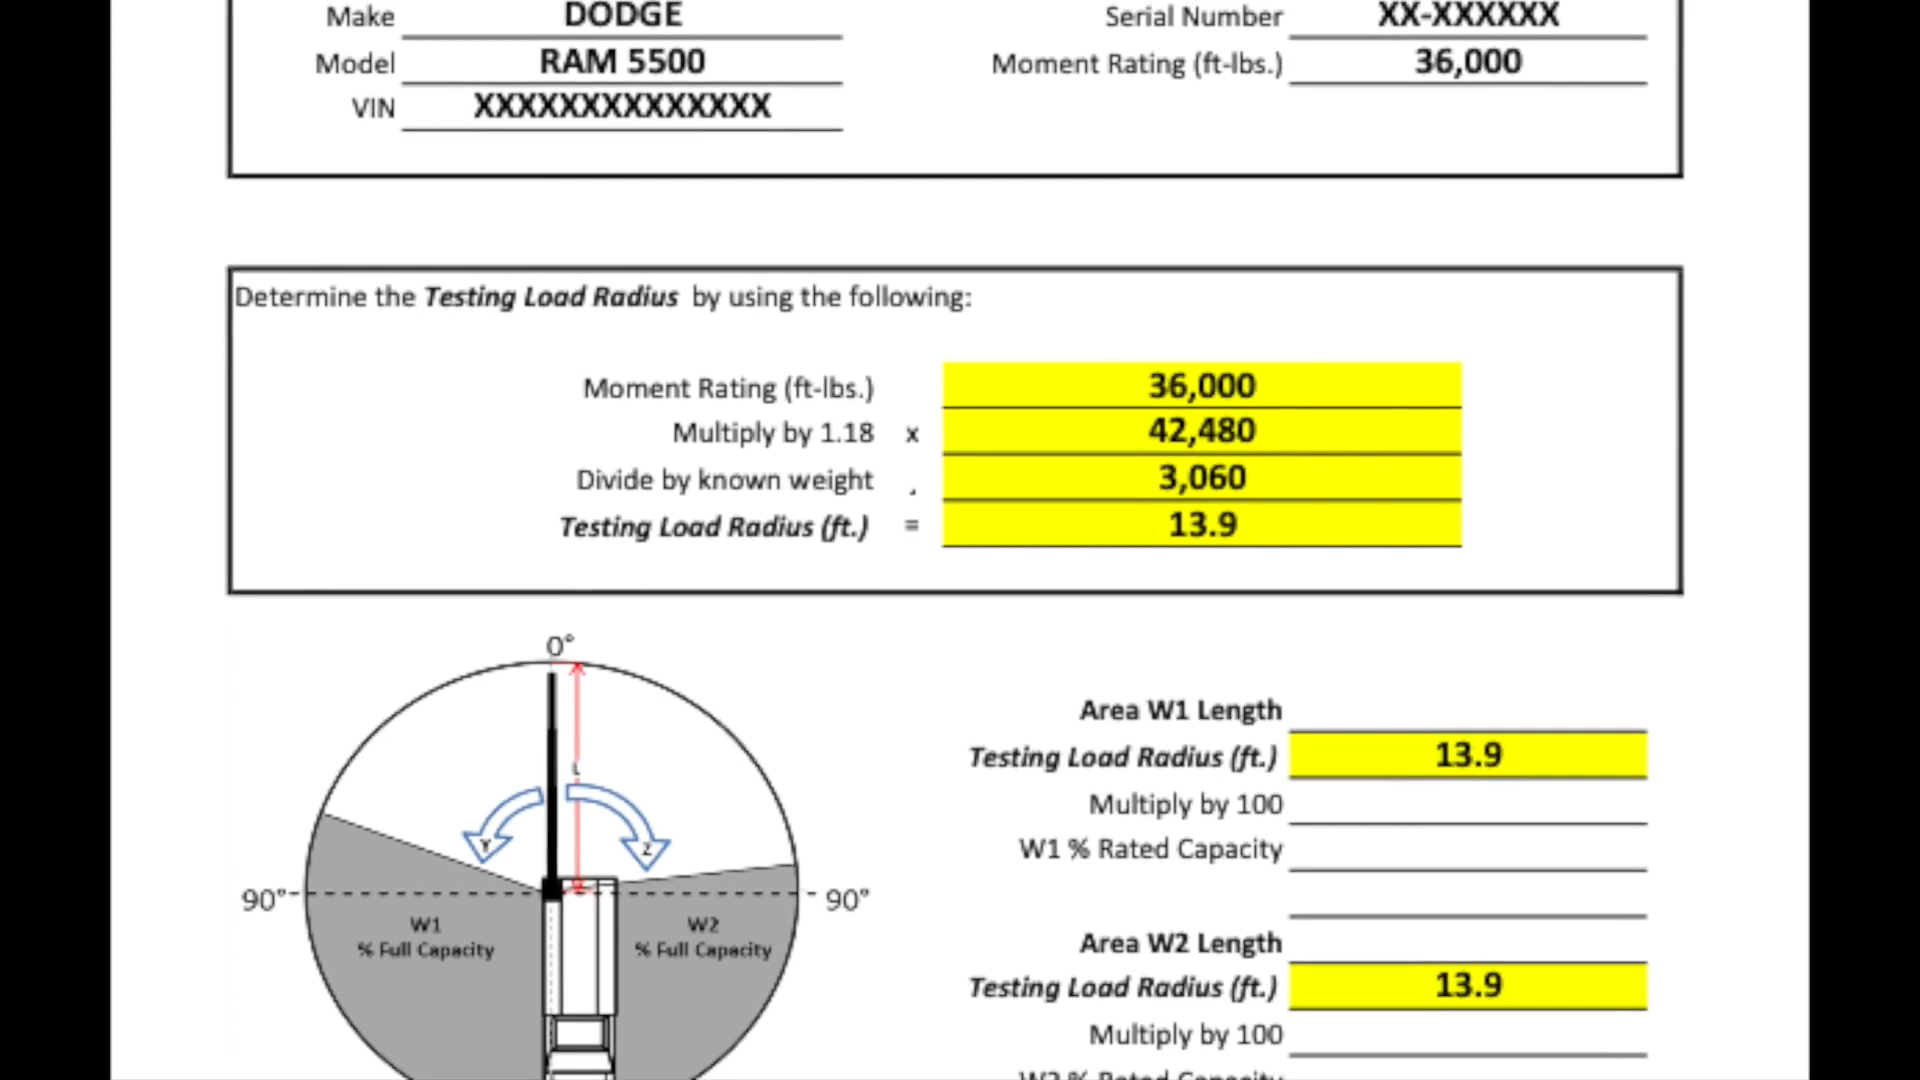 Make DODGE Serial Number XX-XXXXXX
Model RAM 5500 Moment Rating (ft-lbs.) 36,000
VIN XXXXXXXXXXXXXX
Determine the Testing Load Radius by using the following:
Moment Rating (ft-lbs.) 36,000
Multiply by 1.18 x 42,480
Divide by known weight 3,060
Testing Load Radius (ft.) = 13.9
0°
L
Y Z
90° 90°
W1
% Full Capacity
W2
% Full Capacity
Area W1 Length
Testing Load Radius (ft.) 13.9
Multiply by 100
W1 % Rated Capacity
Area W2 Length
Testing Load Radius (ft.) 13.9
Multiply by 100
W2 % Rated Capacity